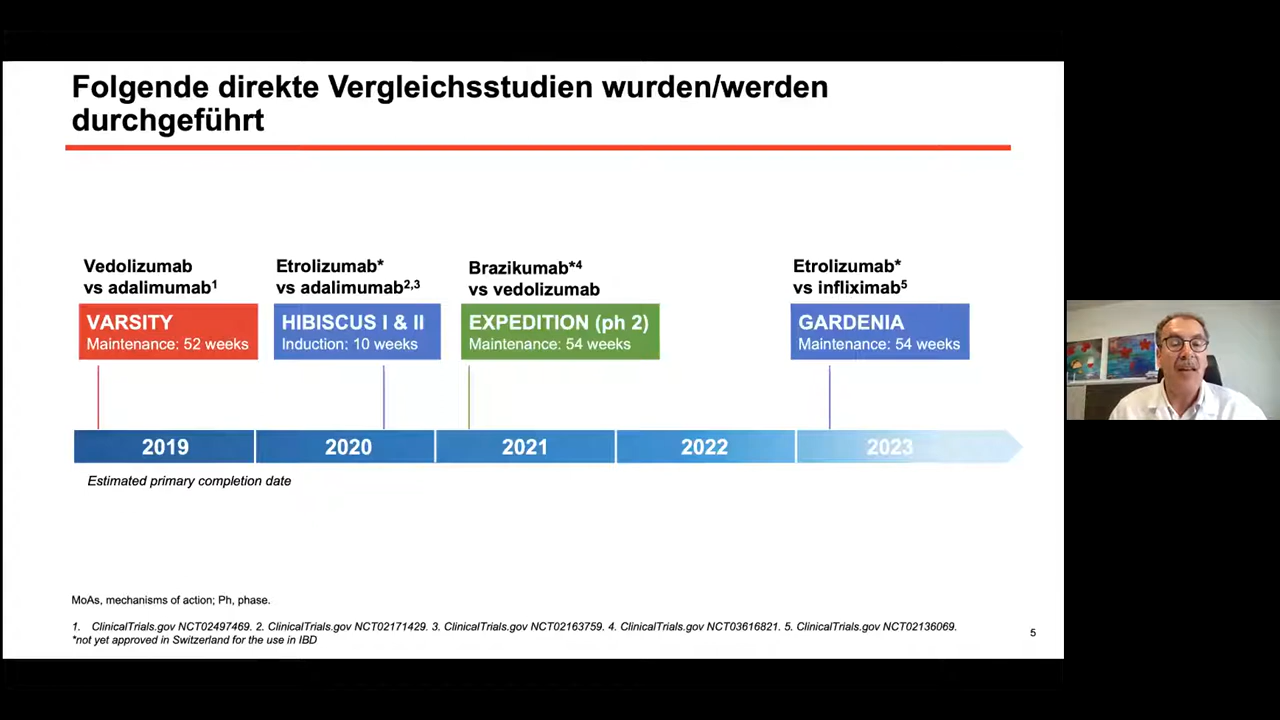 Folgende direkte Vergleichsstudien wurden/werden
durchgeführt
Vedolizumab
vs adalimumab1
VARSITY
Maintenance: 52 weeks
Etrolizumab*
vs adalimumab2,3
HIBISCUS I & II
Induction: 10 weeks
Brazikumab*4
vs vedolizumab
EXPEDITION (ph 2)
Maintenance: 54 weeks
Etrolizumab*
vs infliximab5
GARDENIA
Maintenance: 54 weeks
2019
2020
2021
2022
2023
Estimated primary completion date
MoAs, mechanisms of action; Ph, phase.
1. ClinicalTrials.gov NCT02497469. 2. ClinicalTrials.gov NCT02171429. 3. ClinicalTrials.gov NCT02163759. 4. ClinicalTrials.gov NCT03616821. 5. ClinicalTrials.gov NCT02136069.
*not yet approved in Switzerland for the use in IBD
5